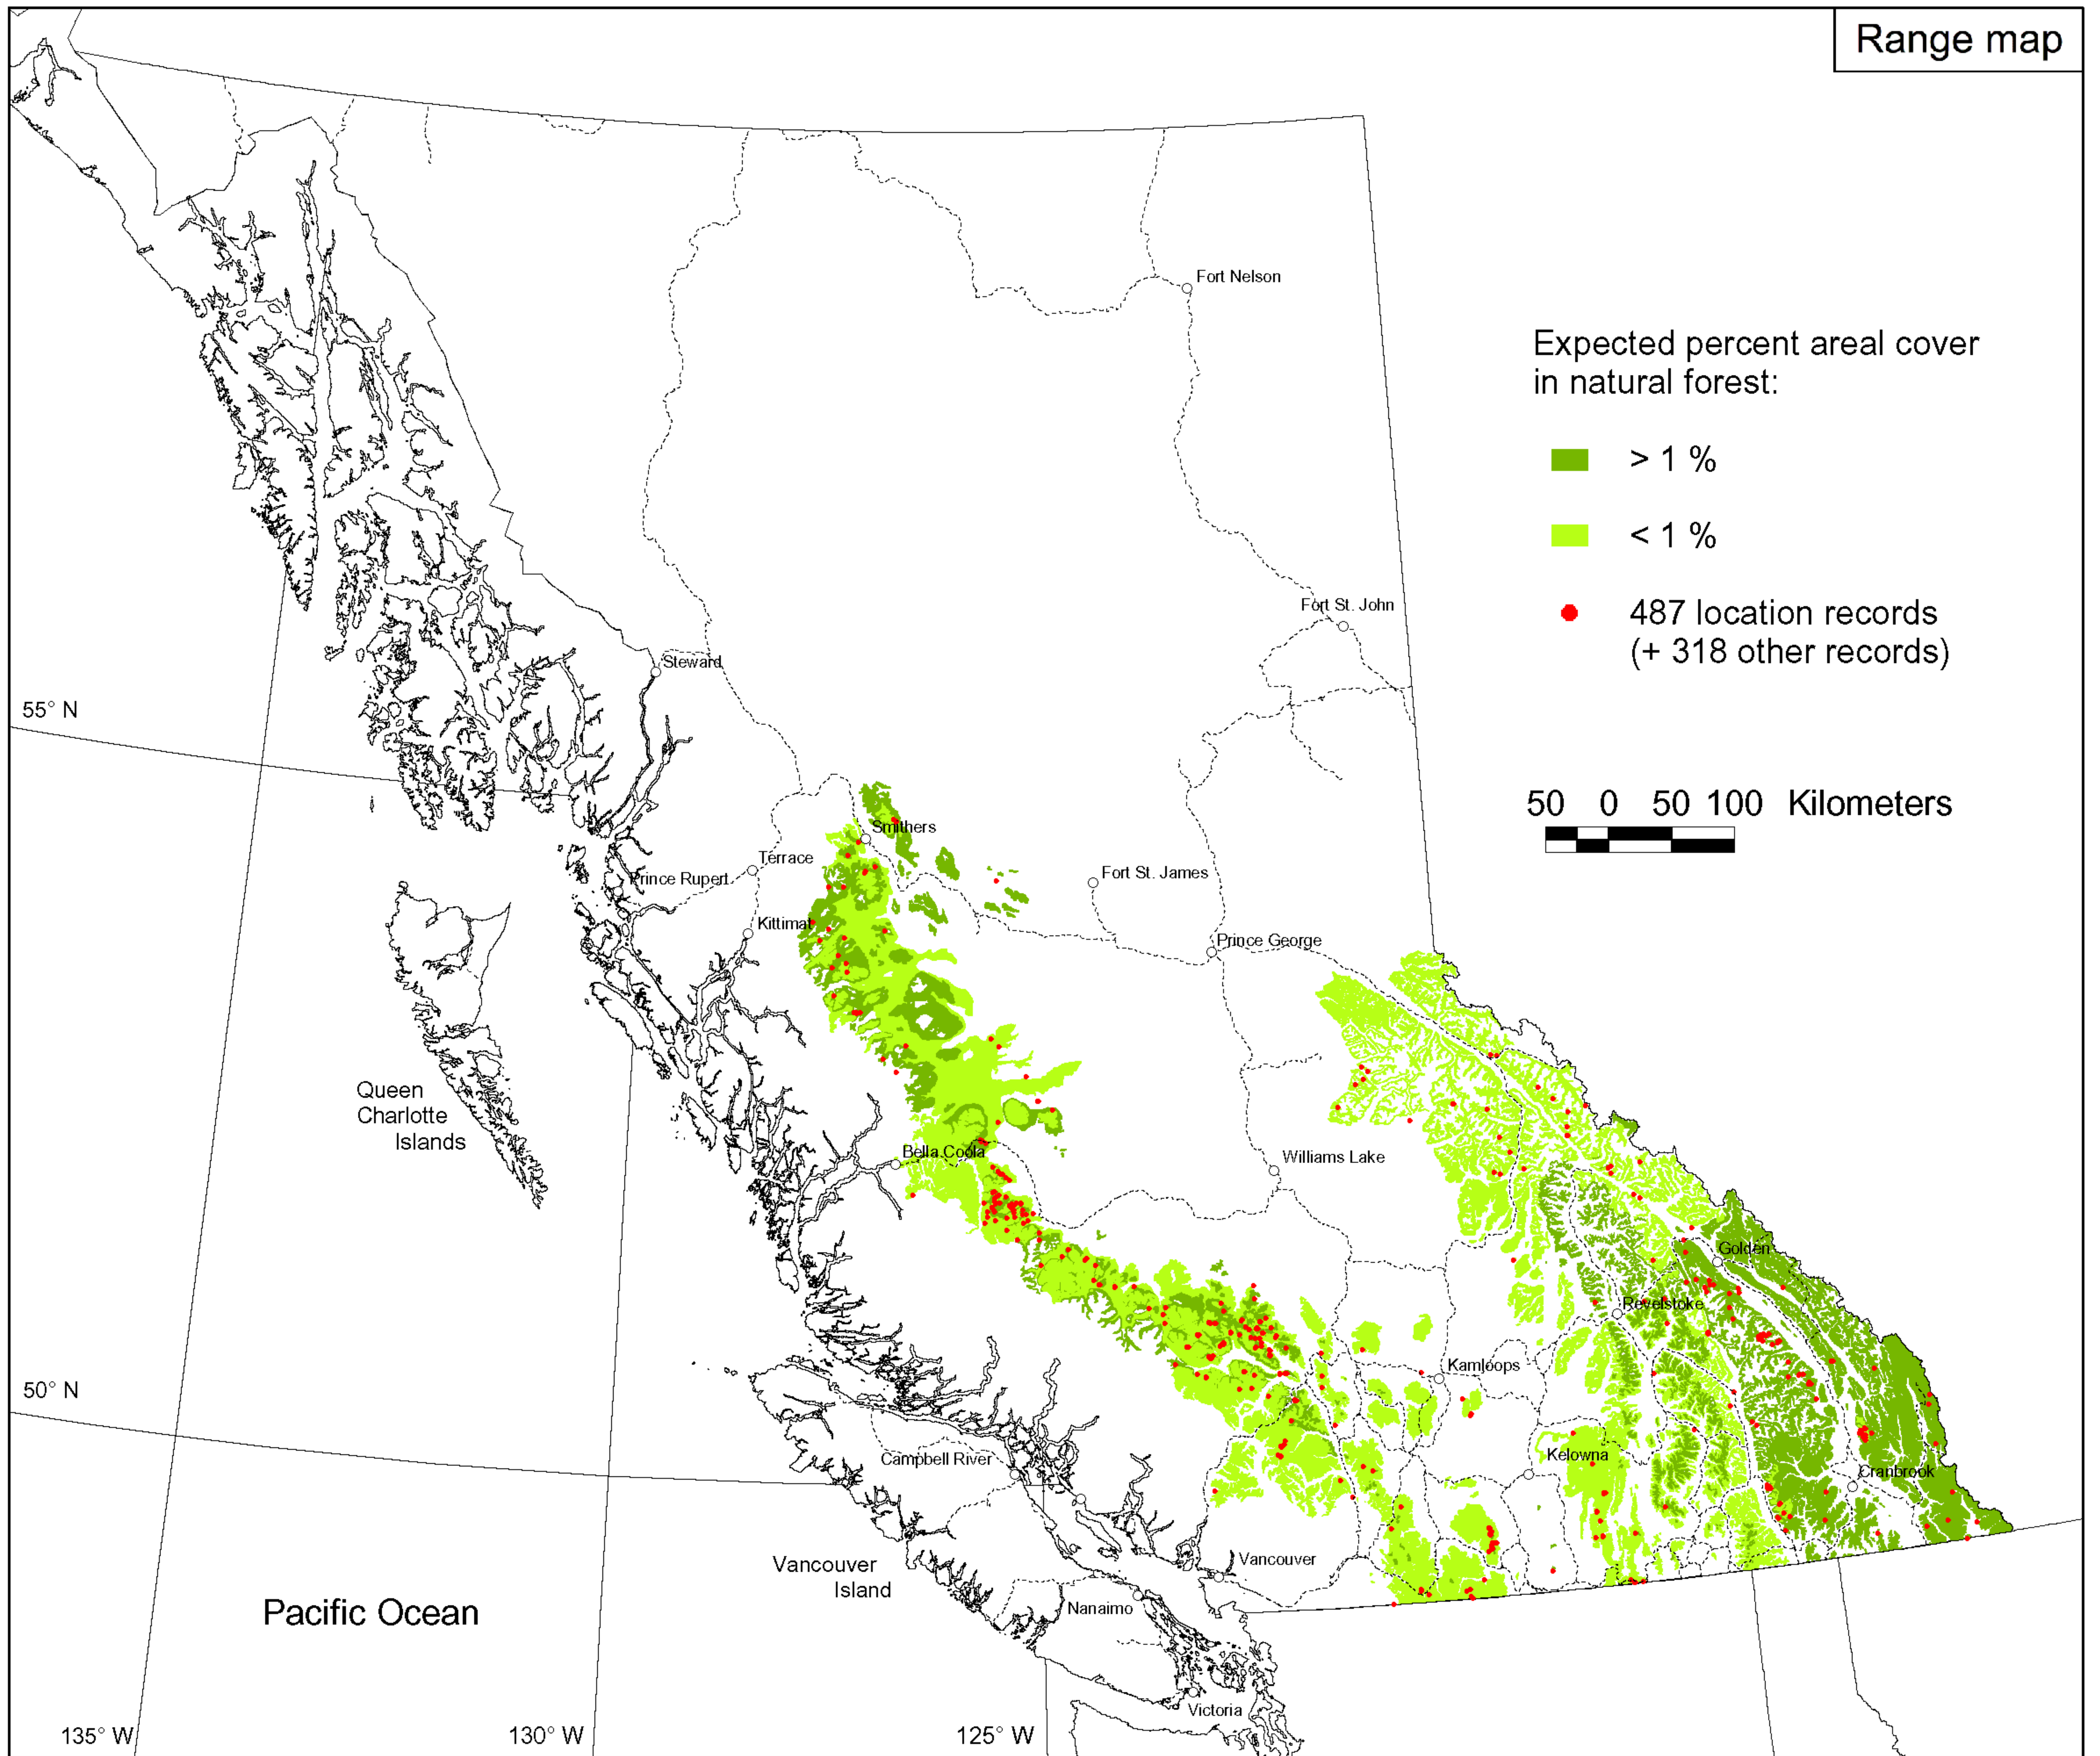 Range map
Fort Nelson
Expected percent areal cover
in natural forest:
> 1 %
< 1 %
487 location records
(+ 318 other records)
Fort St. John
Steward
55° N
50 0 50 100 Kilometers
Smithers
Terrace
Prince Rupert
Fort St. James
Kittimat
Prince George
Queen
Charlotte
Islands
Bella Coola
Williams Lake
Golden
Revelstoke
Kamloops
50° N
Campbell River
Kelowna
Cranbrook
Vancouver
Island
Vancouver
Nanaimo
Pacific Ocean
Victoria
135° W
130° W
125° W